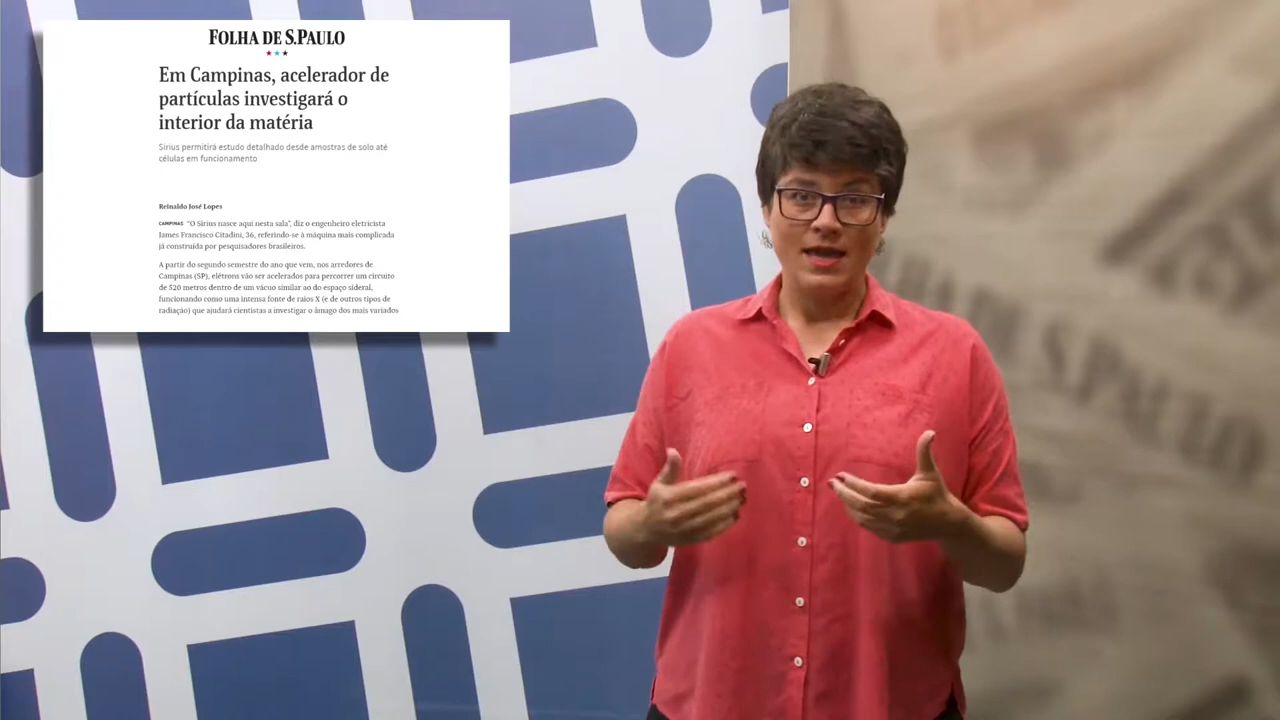 FOLHA DE S.PAULO
Em Campinas, acelerador de
partículas investigará o
interior da matéria
Sirius permitirá estudo detalhado desde amostras de solo até
células em funcionamento
Reinaldo José Lopes
CAMPINAS "O Sirius nasce aqui nesta sala", diz o engenheiro eletricista
James Francisco Citadini, 36, referindo-se à máquina mais complicada
já construída por pesquisadores brasileiros.
A partir do segundo semestre do ano que vem, nos arredores de
Campinas (SP), elétrons vão ser acelerados para percorrer um circuito
de 520 metros dentro de um vácuo similar ao do espaço sideral,
funcionando como uma intensa fonte de raios X (e de outros tipos de
radiação) que ajudará cientistas a investigar o âmago dos mais variados
DE S.PAULO